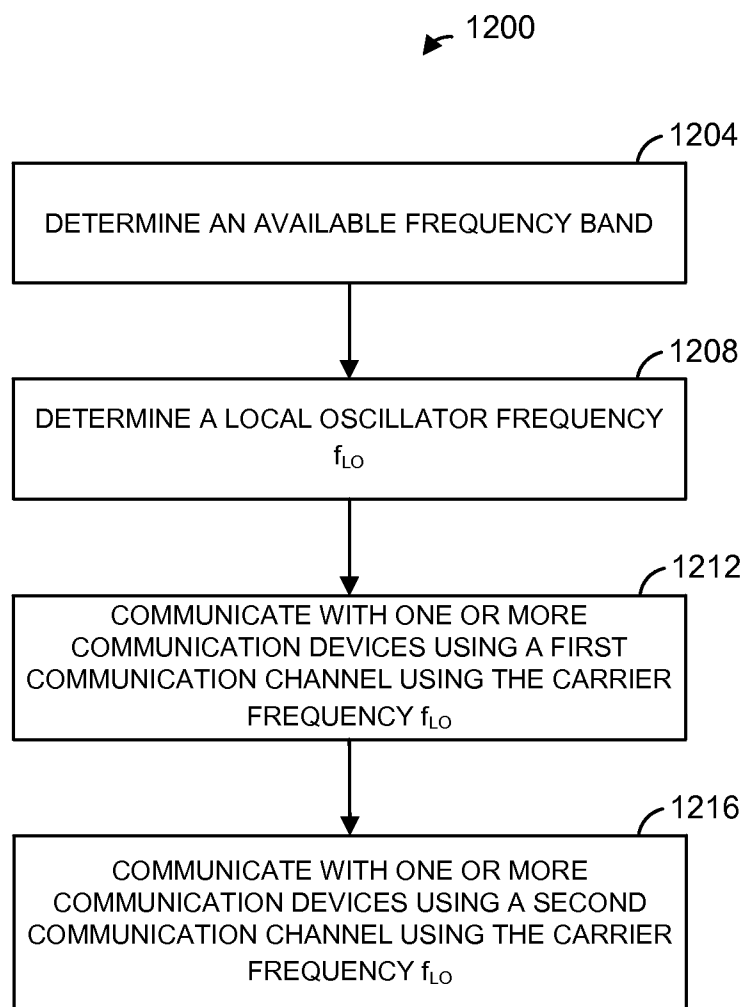 1200
1204
DETERMINE AN AVAILABLE FREQUENCY BAND
1208
DETERMINE A LOCAL OSCILLATOR FREQUENCY
fLO
1212
COMMUNICATE WITH ONE OR MORE
COMMUNICATION DEVICES USING A FIRST
COMMUNICATION CHANNEL USING THE CARRIER
FREQUENCY fLO
1216
COMMUNICATE WITH ONE OR MORE
COMMUNICATION DEVICES USING A SECOND
COMMUNICATION CHANNEL USING THE CARRIER
FREQUENCY fLO